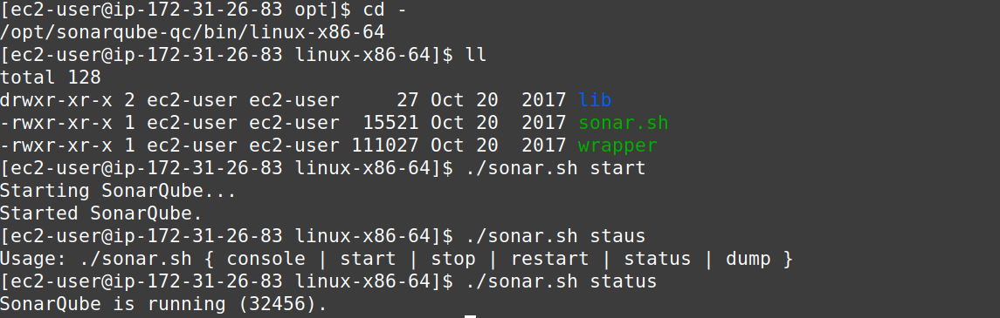 [ec2-user@ip-172-31-26-83 opt]$ cd -
/opt/sonarqube-qc/bin/linux-x86-64
[ec2-user@ip-172-31-26-83 linux-x86-64]$ ll
total 128
drwxr-xr-x 2 ec2-user ec2-user     27 Oct 20  2017 lib
-rwxr-xr-x 1 ec2-user ec2-user  15521 Oct 20  2017 sonar.sh
-rwxr-xr-x 1 ec2-user ec2-user 111027 Oct 20  2017 wrapper
[ec2-user@ip-172-31-26-83 linux-x86-64]$ ./sonar.sh start
Starting SonarQube...
Started SonarQube.
[ec2-user@ip-172-31-26-83 linux-x86-64]$ ./sonar.sh staus
Usage: ./sonar.sh { console | start | stop | restart | status | dump }
[ec2-user@ip-172-31-26-83 linux-x86-64]$ ./sonar.sh status
SonarQube is running (32456).